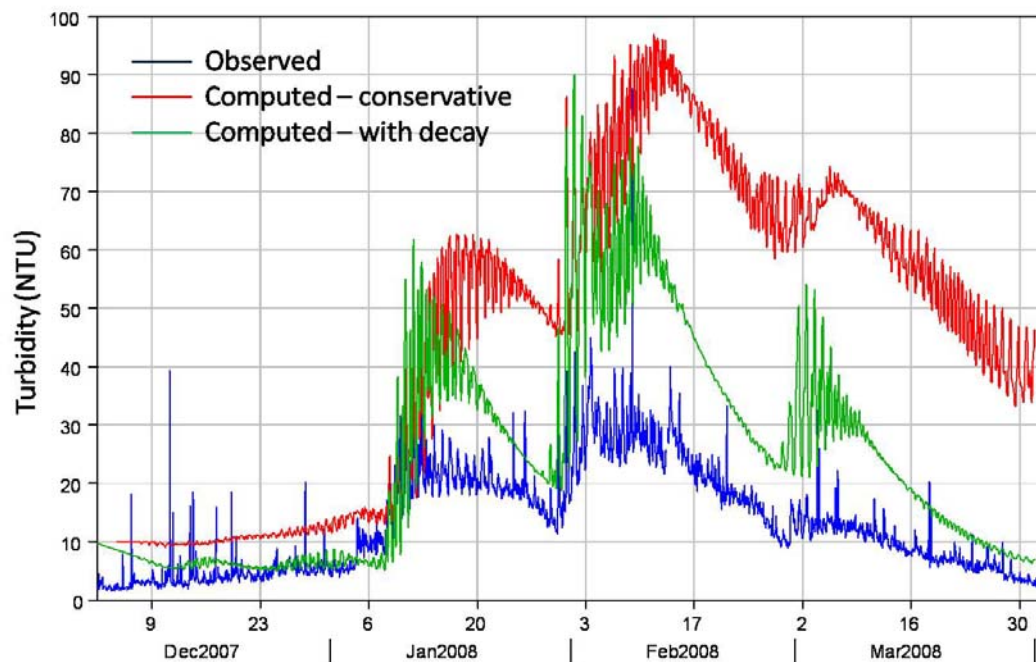 100
90
80
70
60
50
40
30
20
10
0
Turbidity (NTU)
Observed
Computed – conservative
Computed – with decay
9 23 6 20 3 17 2 16 30
Dec2007 Jan2008 Feb2008 Mar2008